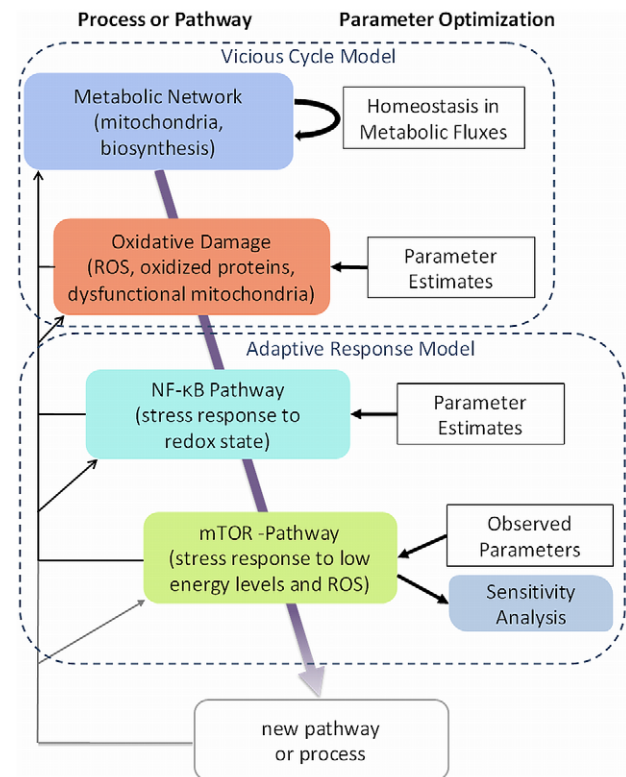 Process or Pathway
Parameter Optimization
Vicious Cycle Model
Metabolic Network
(mitochondria,
biosynthesis)
Homeostasis in
Metabolic Fluxes
Oxidative Damage
(ROS, oxidized proteins,
dysfunctional mitochondria)
Parameter
Estimates
Adaptive Response Model
NF-κB Pathway
(stress response to
redox state)
Parameter
Estimates
mTOR -Pathway
(stress response to low
energy levels and ROS)
Observed
Parameters
Sensitivity
Analysis
new pathway
or process